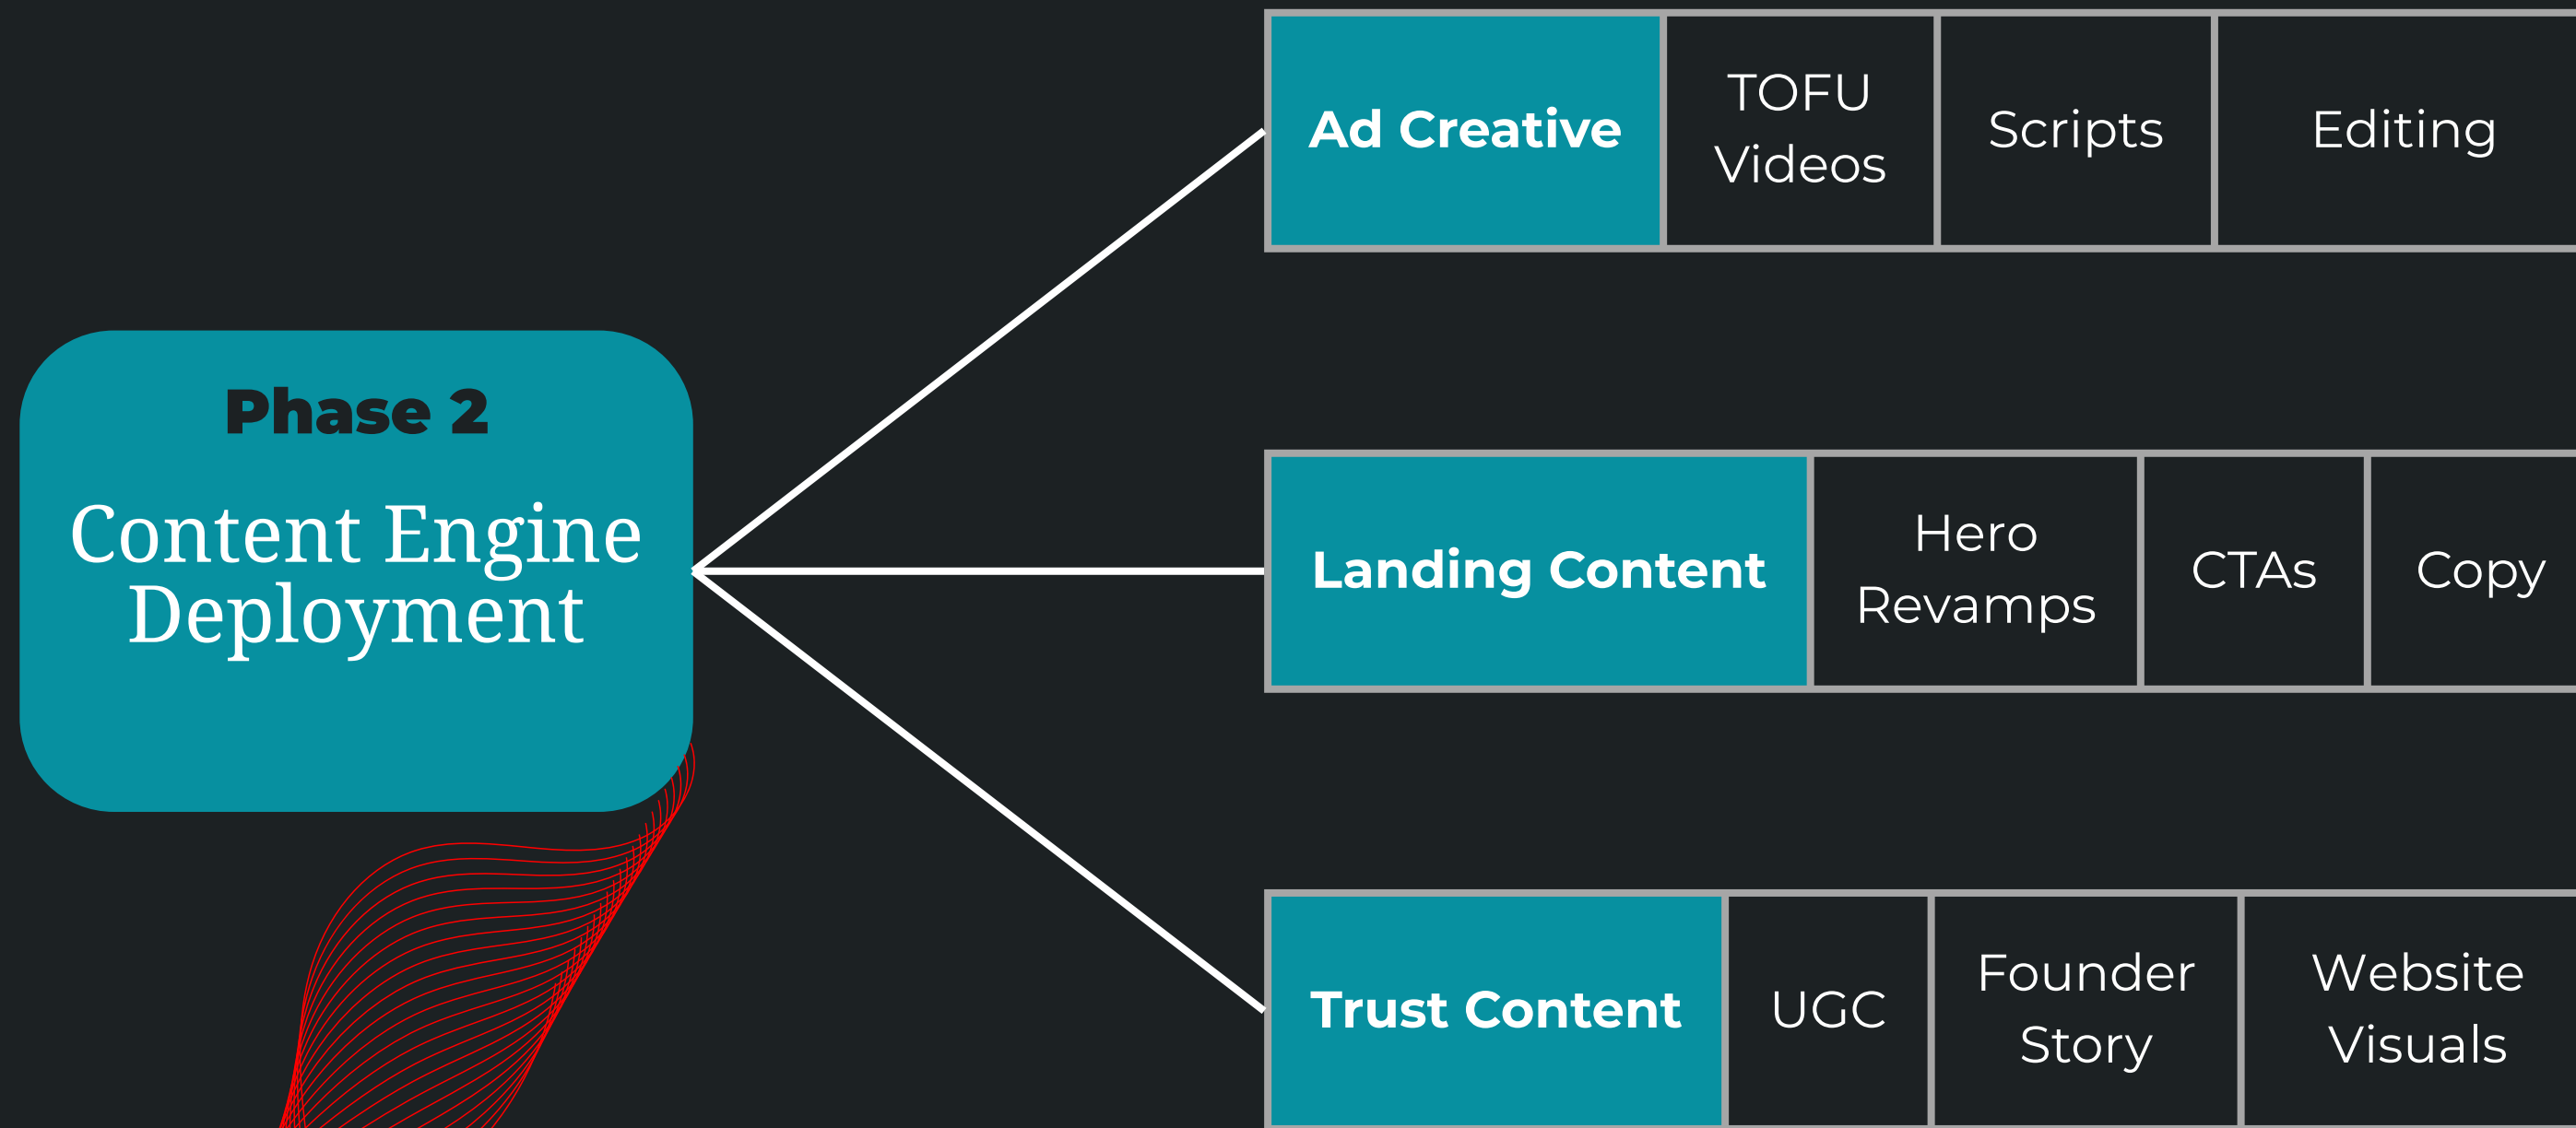 Phase 2
Content Engine
Deployment
Ad Creative
TOFU
Videos
Scripts
Editing
Landing Content
Hero
Revamps
CTAs
Copy
Trust Content
UGC
Founder
Story
Website
Visuals